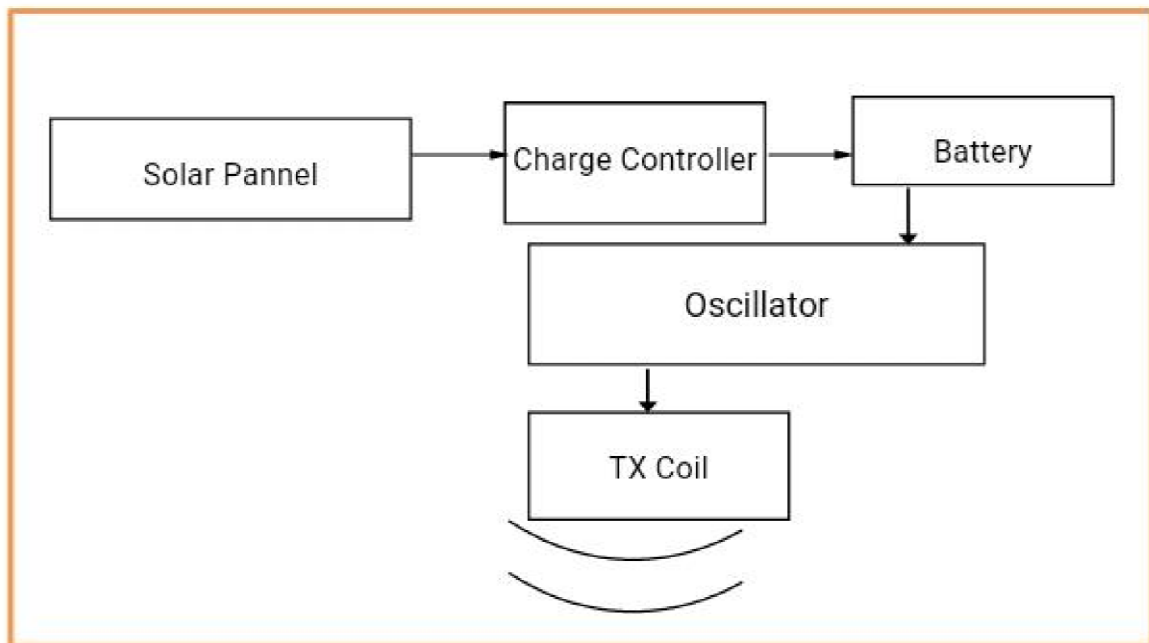 Solar Pannel
Charge Controller
Battery
Oscillator
TX Coil